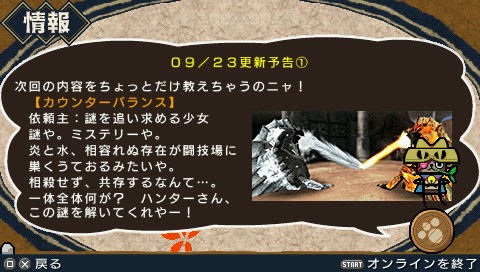 情報
09／23更新予告①
次回の内容をちょっとだけ教えちゃうのニャ！
【カウンターバランス】
依頼主：謎を追い求める少女
謎や。ミステリーや。
炎と水、相容れぬ存在が闘技場に
巣くうておるみたいや。
相殺せず、共存するなんて…。
一体全体何が？　ハンターさん、
この謎を解いてくれやー！
戻る
START オンラインを終了